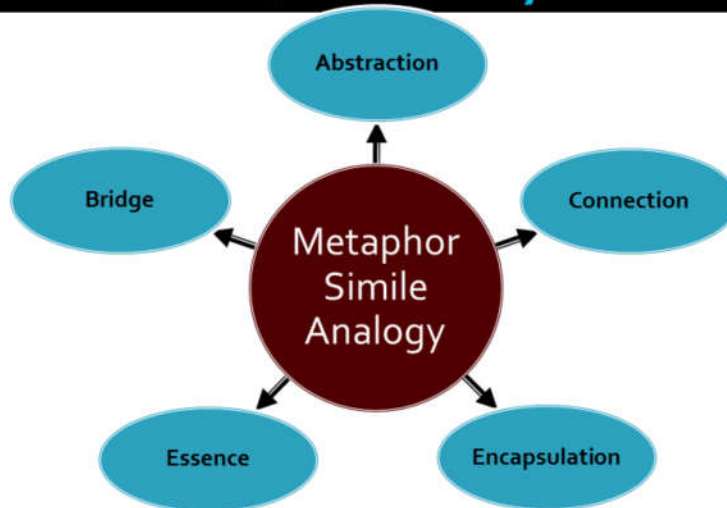 Abstraction
Bridge
Connection
Metaphor
Simile
Analogy
Essence
Encapsulation